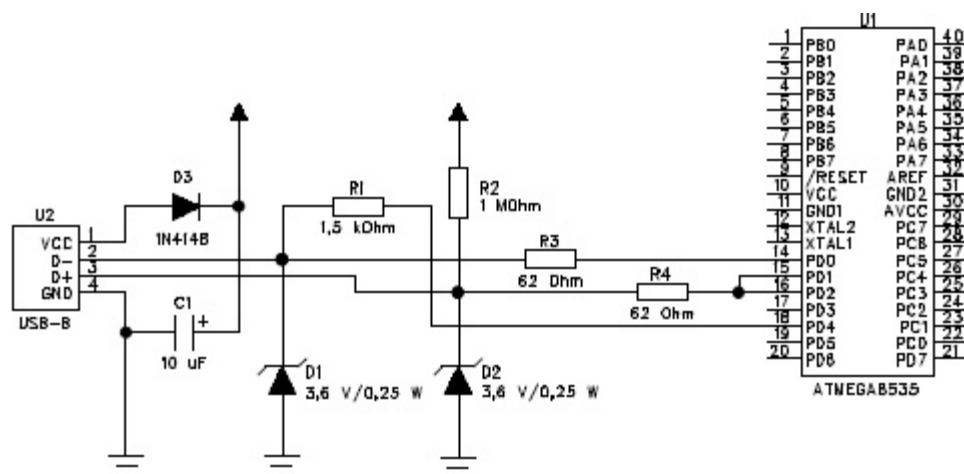 U1
1 PB0 PA0 40
2 PB1 PA1 39
3 PB2 PA2 38
4 PB3 PA3 37
5 PB4 PA4 36
6 PB5 PA5 35
7 PB6 PA6 34
8 PB7 PA7 33
9 /RESET AREF 32
10 VCC GND2 31
11 GND1 AVCC 30
12 XTAL2 PC7 29
13 XTAL1 PC6 28
14 PD0 PC5 27
15 PD1 PC4 26
16 PD2 PC3 25
17 PD3 PC2 24
18 PD4 PC1 23
19 PD5 PC0 22
20 PD6 PD7 21
ATMEGA8535
D3
1N4148
R1
1,5 kOhm
R2
1 MOhm
R3
62 Ohm
R4
62 Ohm
U2
VCC 1
D- 2
D+ 3
GND 4
USB-B
C1
+
10 uF
D1
3,6 V/0,25 W
D2
3,6 V/0,25 W